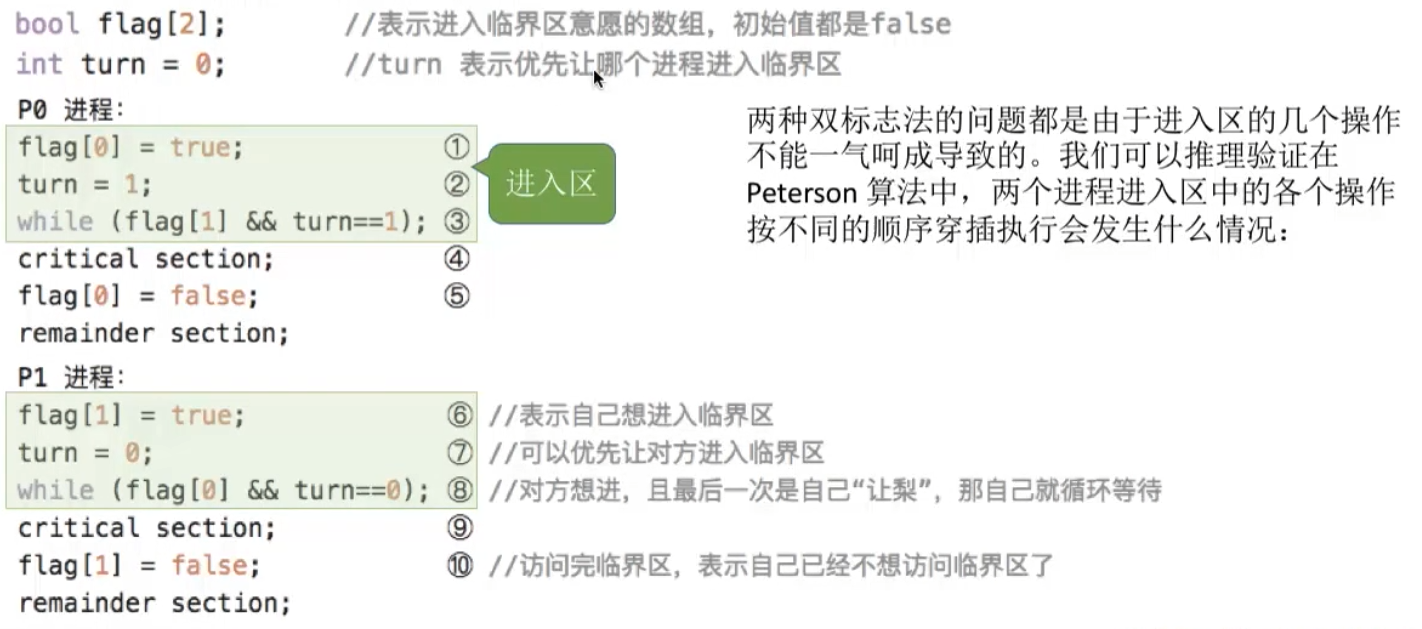 bool flag[2]; //表示进入临界区意愿的数组，初始值都是false
int turn = 0; //turn 表示优先让哪个进程进入临界区
P0 进程：
flag[0] = true; ①
turn = 1; ②
while (flag[1] && turn==1); ③
critical section; ④
flag[0] = false; ⑤
remainder section;
进入区
两种双标志法的问题都是由于进入区的几个操作
不能一气呵成导致的。我们可以推理验证在
Peterson 算法中，两个进程进入区中的各个操作
按不同的顺序穿插执行会发生什么情况：
P1 进程：
flag[1] = true; ⑥ //表示自己想进入临界区
turn = 0; ⑦ //可以优先让对方进入临界区
while (flag[0] && turn==0); ⑧ //对方想进，且最后一次是自己“让梨”，那自己就循环等待
critical section; ⑨
flag[1] = false; ⑩ //访问完临界区，表示自己已经不想访问临界区了
remainder section;